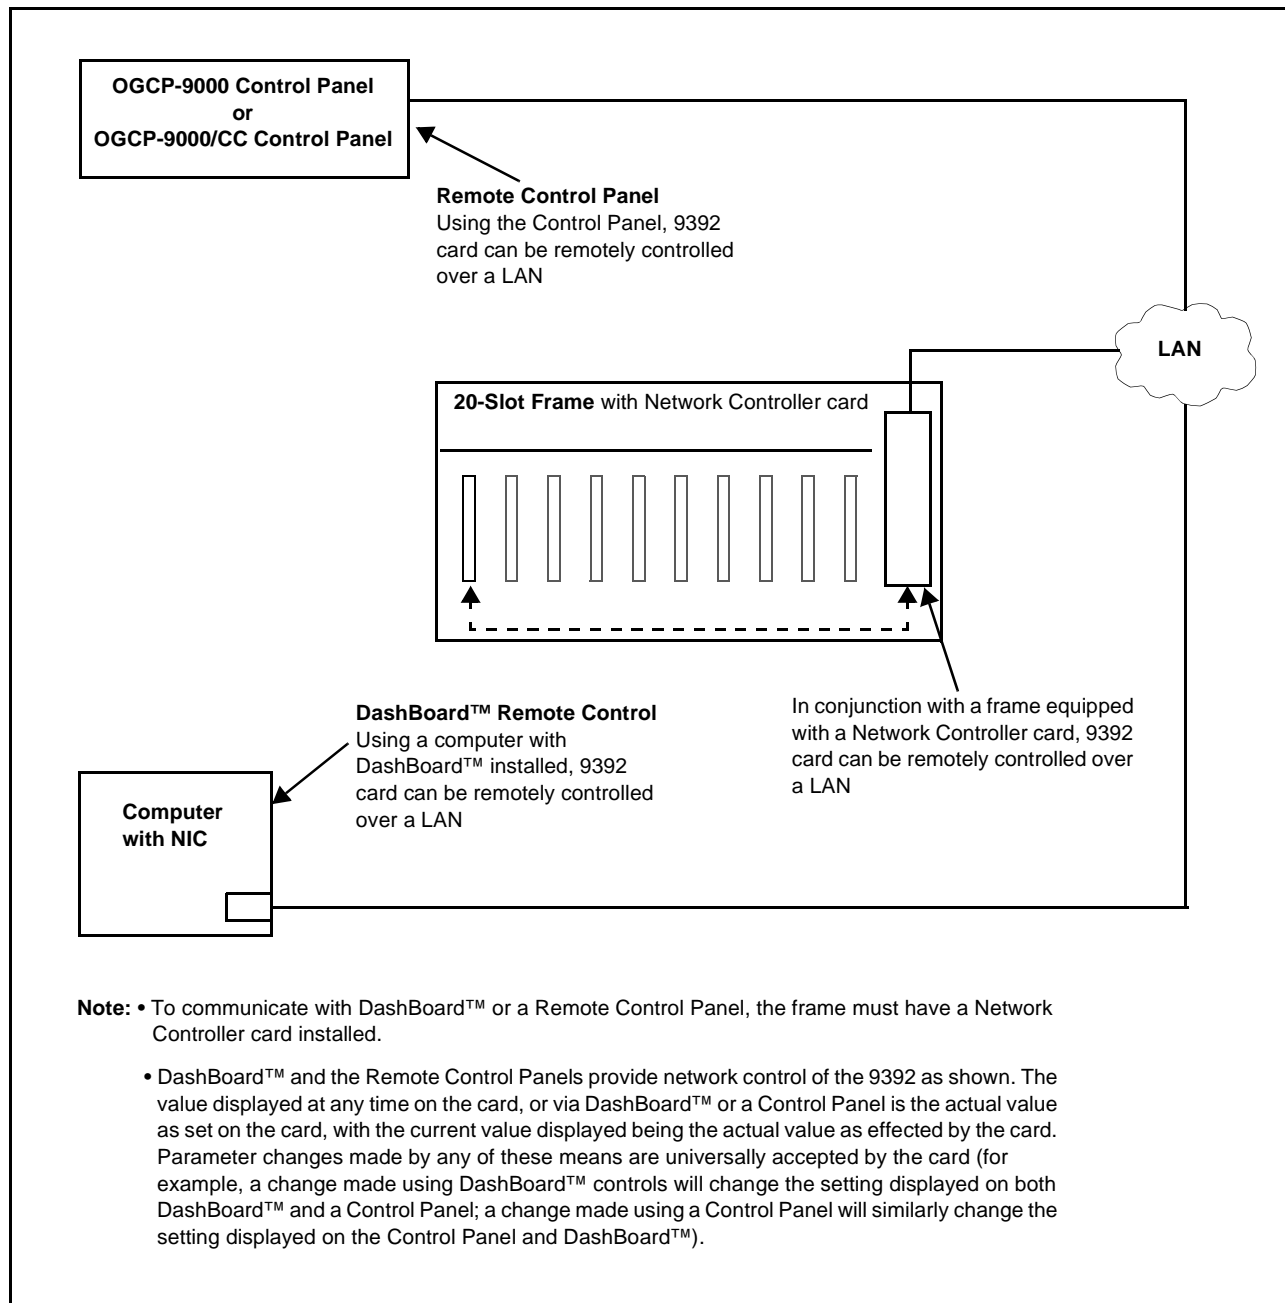 OGCP-9000 Control Panel
or
OGCP-9000/CC Control Panel
Remote Control Panel
Using the Control Panel, 9392
card can be remotely controlled
over a LAN
LAN
20-Slot Frame with Network Controller card
DashBoard™ Remote Control
Using a computer with
DashBoard™ installed, 9392
card can be remotely controlled
over a LAN
In conjunction with a frame equipped
with a Network Controller card, 9392
card can be remotely controlled over
a LAN
Computer
with NIC
Note: • To communicate with DashBoard™ or a Remote Control Panel, the frame must have a Network
Controller card installed.
• DashBoard™ and the Remote Control Panels provide network control of the 9392 as shown. The
value displayed at any time on the card, or via DashBoard™ or a Control Panel is the actual value
as set on the card, with the current value displayed being the actual value as effected by the card.
Parameter changes made by any of these means are universally accepted by the card (for
example, a change made using DashBoard™ controls will change the setting displayed on both
DashBoard™ and a Control Panel; a change made using a Control Panel will similarly change the
setting displayed on the Control Panel and DashBoard™).